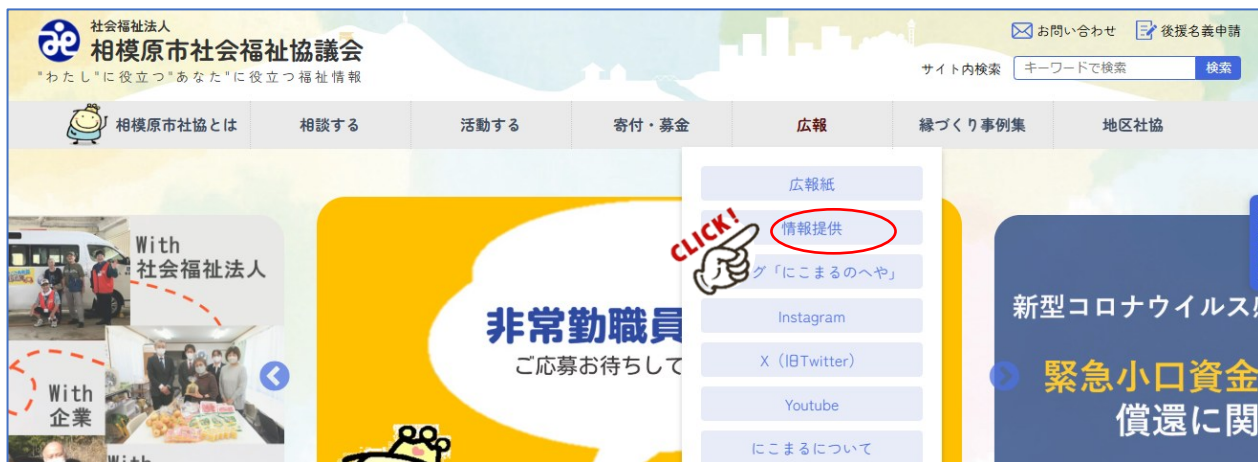 社会福祉法人
相模原市社会福祉協議会
"わたし"に役立つ"あなた"に役立つ福祉情報
お問い合わせ 後援名義申請
サイト内検索 キーワードで検索 検索
相模原市社協とは 相談する 活動する 寄付・募金 広報 縁づくり事例集 地区社協
広報紙
情報提供
CLICK!
グ「にこまるのへや」
Instagram
X（旧Twitter）
Youtube
にこまるについて
With
社会福祉法人
With
企業
With
非常勤職員
ご応募お待ちして
新型コロナウイルス
緊急小口資金
償還に関